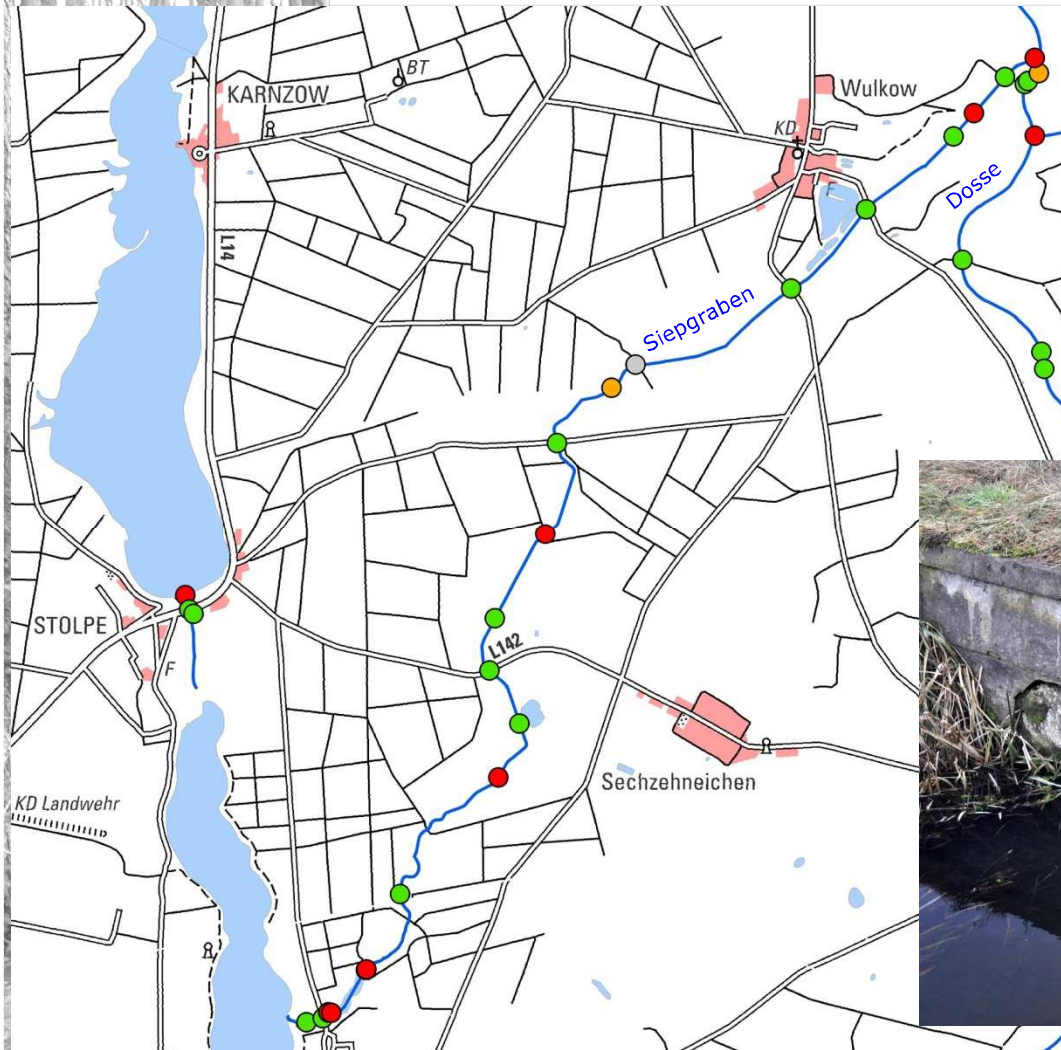 BT
KARNZOW
Wulkow
KD
F
Dosse
L14
Siepgraben
STOLPE
F
L142
Sechzehneichen
KD Landwehr